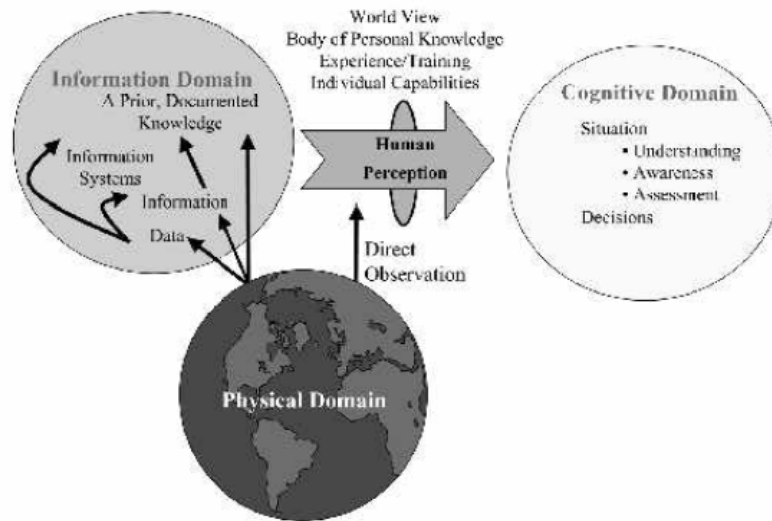 World View
Body of Personal Knowledge
Experience/Training
Individual Capabilities
Information Domain
A Prior, Documented
Knowledge
Information
Systems
Information
Data
Human
Perception
Direct
Observation
Cognitive Domain
Situation
• Understanding
• Awareness
• Assessment
Decisions
Physical Domain